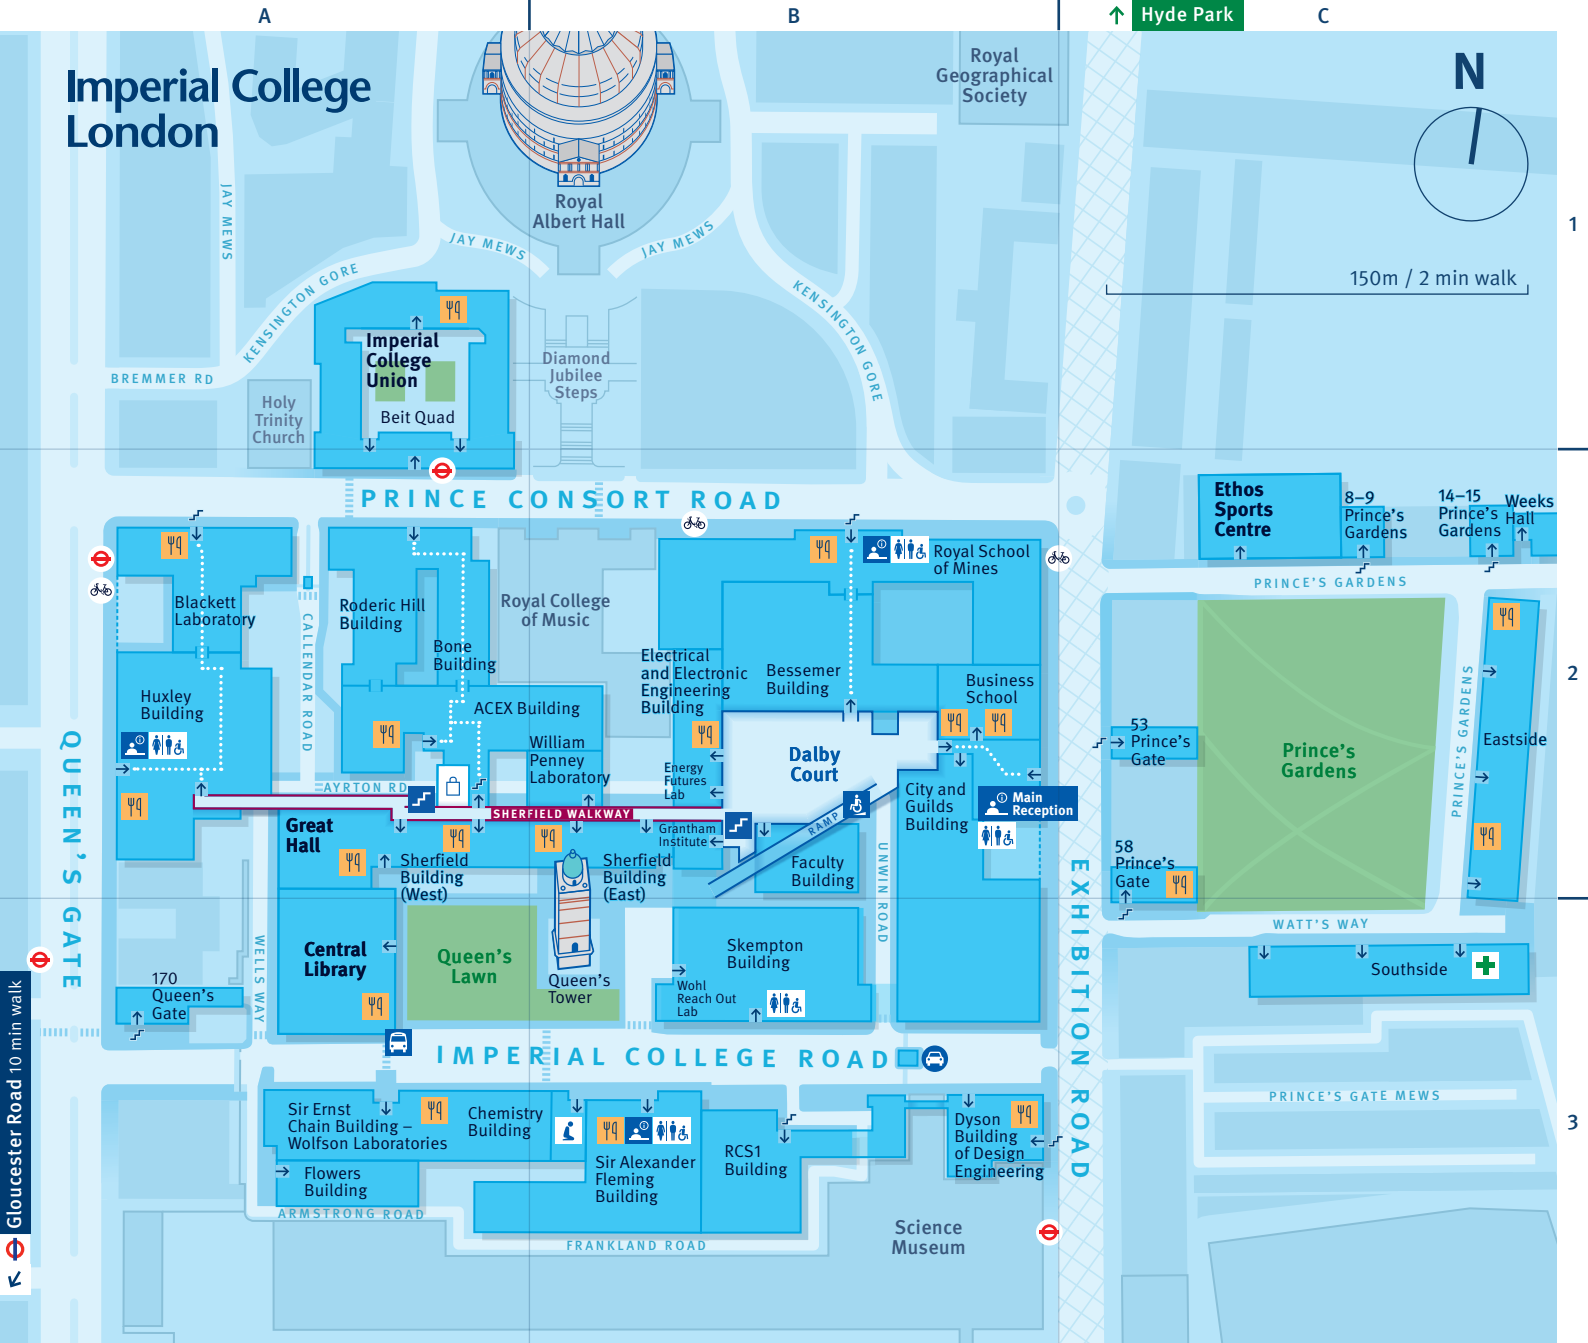 A
B
Hyde Park
C
Imperial College
London
Royal
Geographical
Society
N
150m / 2 min walk
1
JAY MEWS
Royal
Albert Hall
JAY MEWS
JAY MEWS
KENSINGTON GORE
KENSINGTON GORE
BREMMER RD
Imperial
College
Union
Beit Quad
Holy
Trinity
Church
Diamond
Jubilee
Steps
PRINCE CONSORT ROAD
Ethos
Sports
Centre
8–9
Prince's
Gardens
14–15
Prince's
Gardens
Weeks
Hall
PRINCE'S GARDENS
Blackett
Laboratory
CALLENDAR ROAD
Roderic Hill
Building
Bone
Building
Royal College
of Music
Royal School
of Mines
Electrical
and Electronic
Engineering
Building
Bessemer
Building
Business
School
2
Huxley
Building
ACEX Building
William
Penney
Laboratory
Energy
Futures
Lab
Dalby
Court
53
Prince's
Gate
Prince's
Gardens
PRINCE'S GARDENS
Eastside
QUEEN'S GATE
AYRTON RD
SHERFIELD WALKWAY
Great
Hall
Sherfield
Building
(West)
Sherfield
Building
(East)
Grantham
Institute
RAMP
Faculty
Building
City and
Guilds
Building
Main
Reception
UNWIN ROAD
EXHIBITION ROAD
58
Prince's
Gate
WATT'S WAY
Central
Library
WELLS WAY
Queen's
Lawn
Queen's
Tower
Skempton
Building
Wohl
Reach Out
Lab
Southside
170
Queen's
Gate
IMPERIAL COLLEGE ROAD
Gloucester Road 10 min walk
PRINCE'S GATE MEWS
3
Sir Ernst
Chain Building –
Wolfson Laboratories
Chemistry
Building
Flowers
Building
Sir Alexander
Fleming
Building
RCS1
Building
Dyson
Building
of Design
Engineering
ARMSTRONG ROAD
FRANKLAND ROAD
Science
Museum